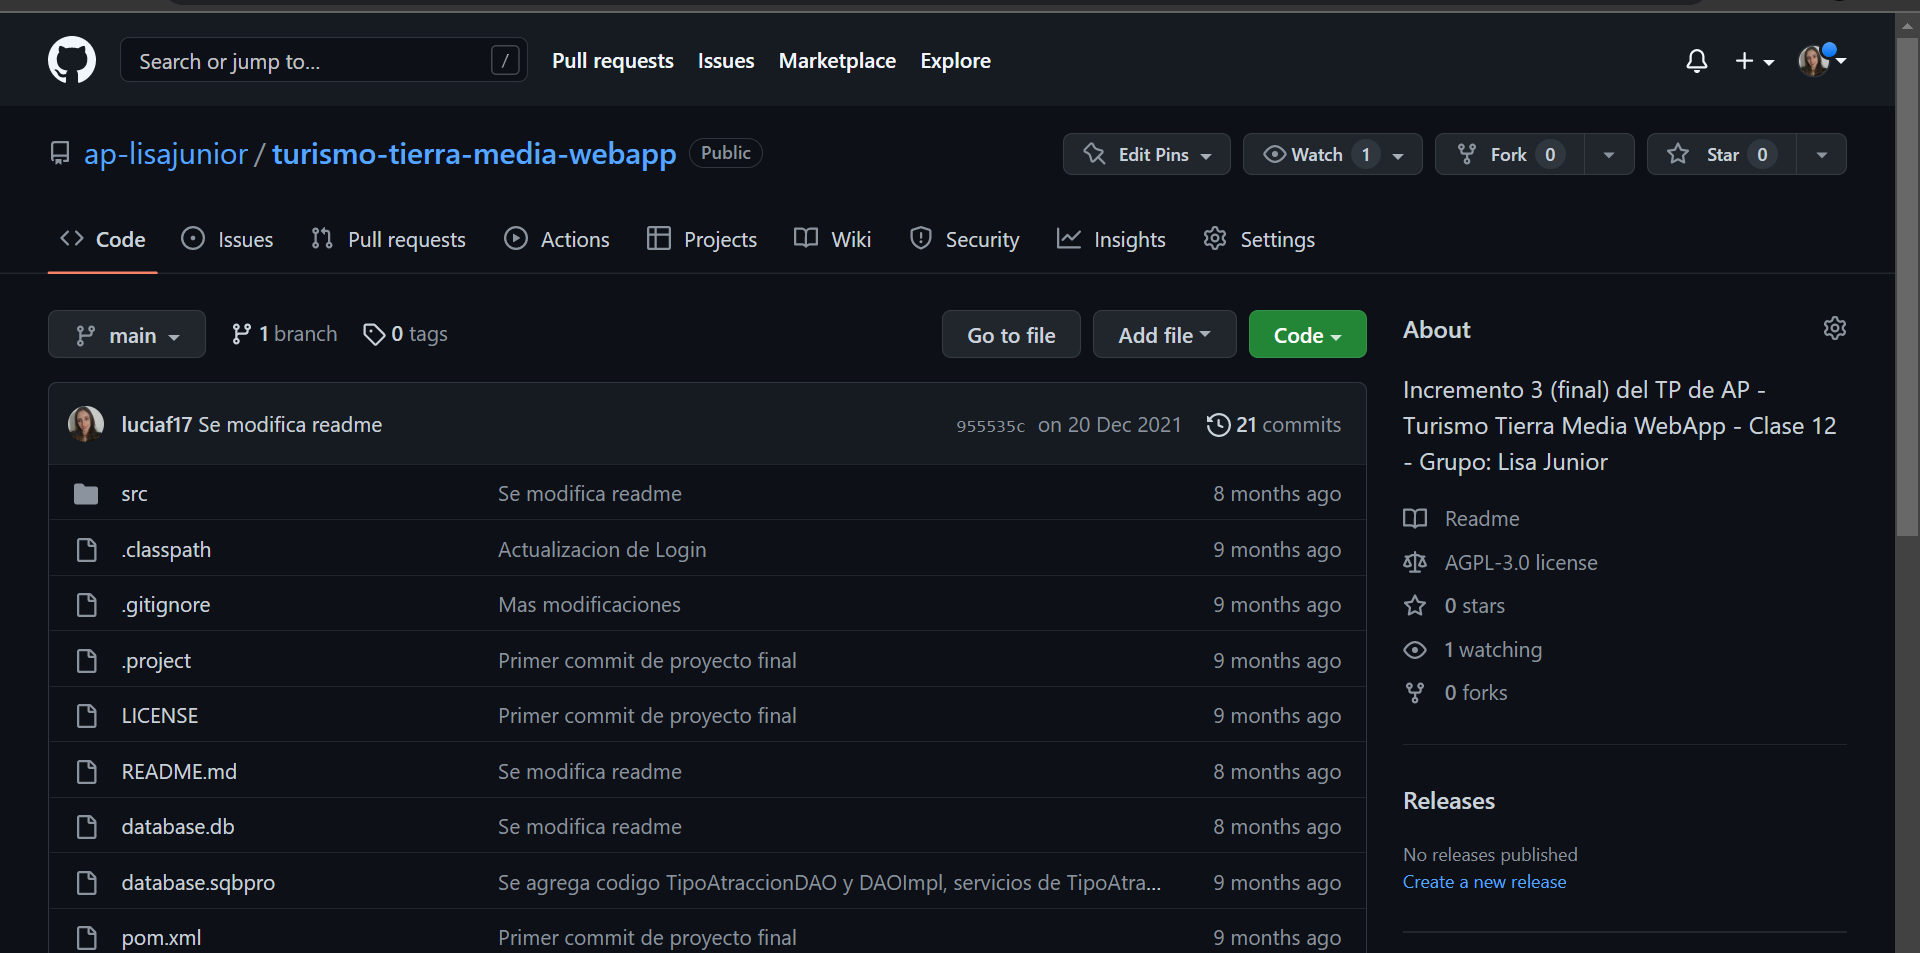 Search or jump to... /
Pull requests Issues Marketplace Explore
ap-lisajunior / turismo-tierra-media-webapp Public
Edit Pins Watch 1 Fork 0 Star 0
Code Issues Pull requests Actions Projects Wiki Security Insights Settings
main 1 branch 0 tags Go to file Add file Code
luciaf17 Se modifica readme 955535c on 20 Dec 2021 21 commits
src Se modifica readme 8 months ago
.classpath Actualizacion de Login 9 months ago
.gitignore Mas modificaciones 9 months ago
.project Primer commit de proyecto final 9 months ago
LICENSE Primer commit de proyecto final 9 months ago
README.md Se modifica readme 8 months ago
database.db Se modifica readme 8 months ago
database.sqbpro Se agrega codigo TipoAtraccionDAO y DAOImpl, servicios de TipoAtra... 9 months ago
pom.xml Primer commit de proyecto final 9 months ago
About
Incremento 3 (final) del TP de AP -
Turismo Tierra Media WebApp - Clase 12
- Grupo: Lisa Junior
Readme
AGPL-3.0 license
0 stars
1 watching
0 forks
Releases
No releases published
Create a new release